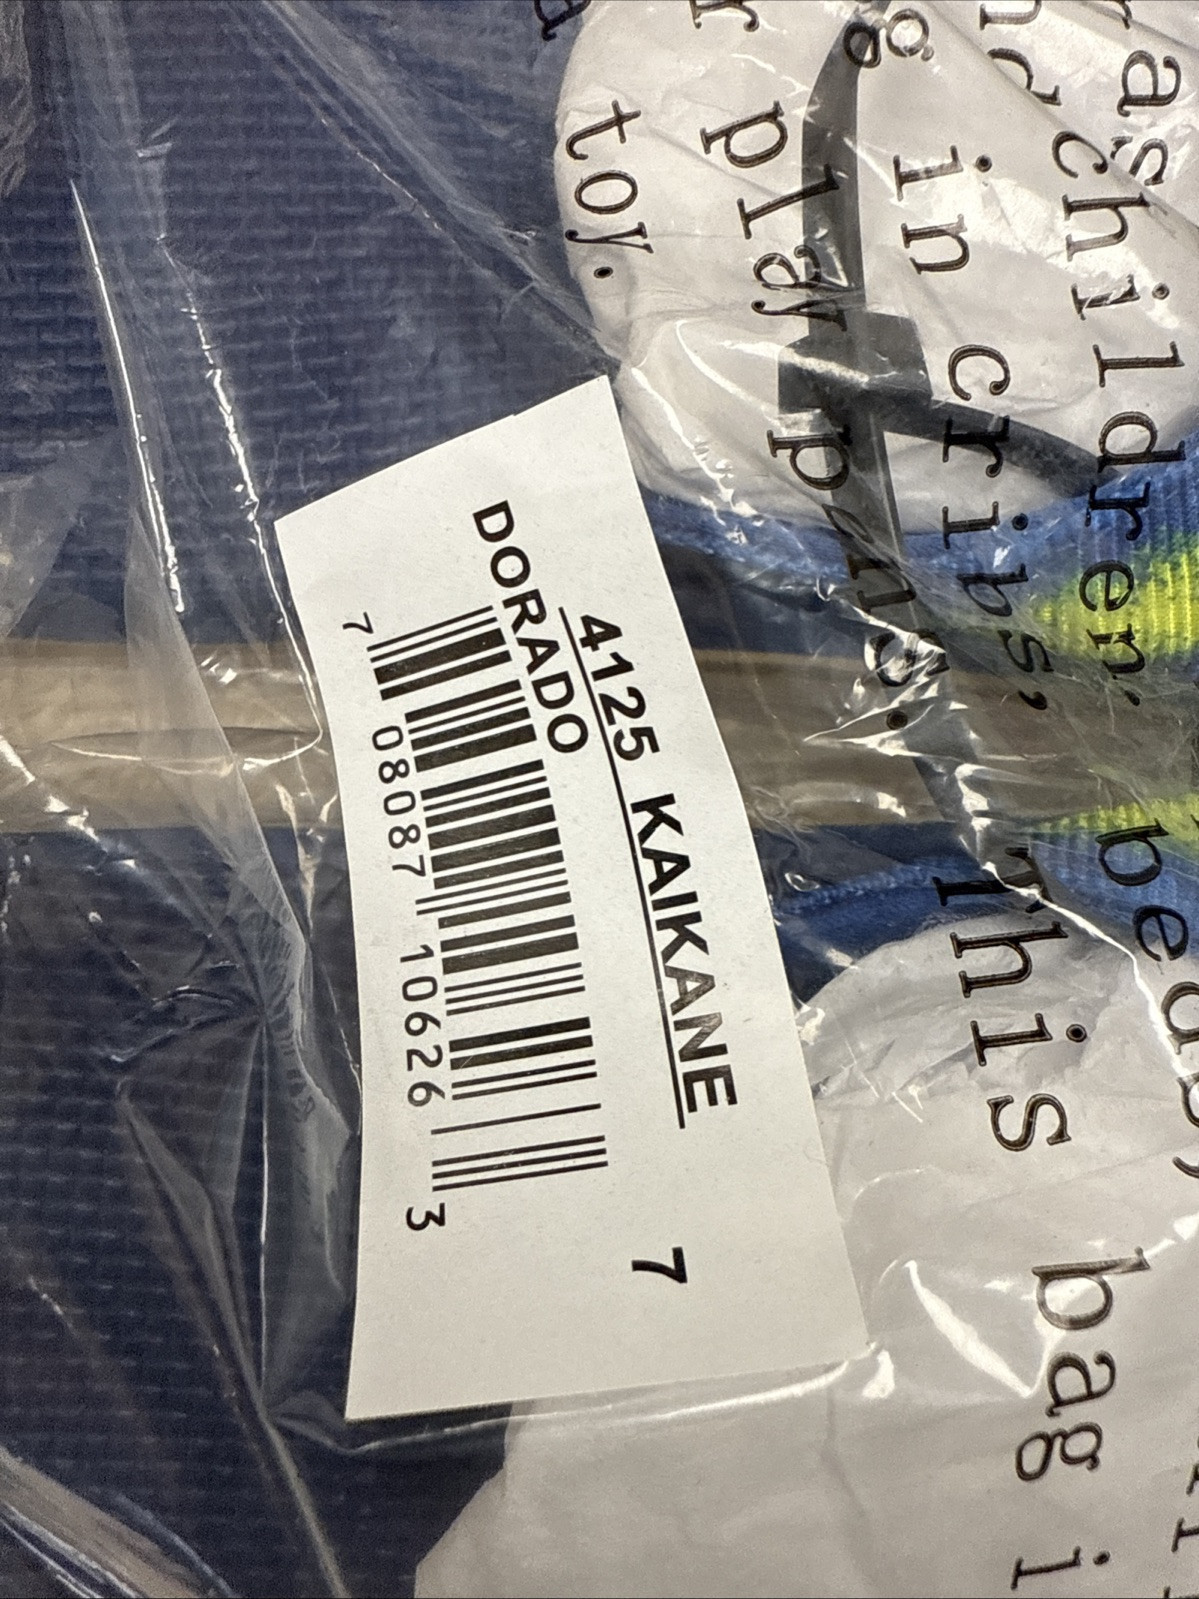 4125 KAIKANE 7
DORADO
7 08087 10626 3
children.
in cribs, beds,
play pens. This bag
toy.